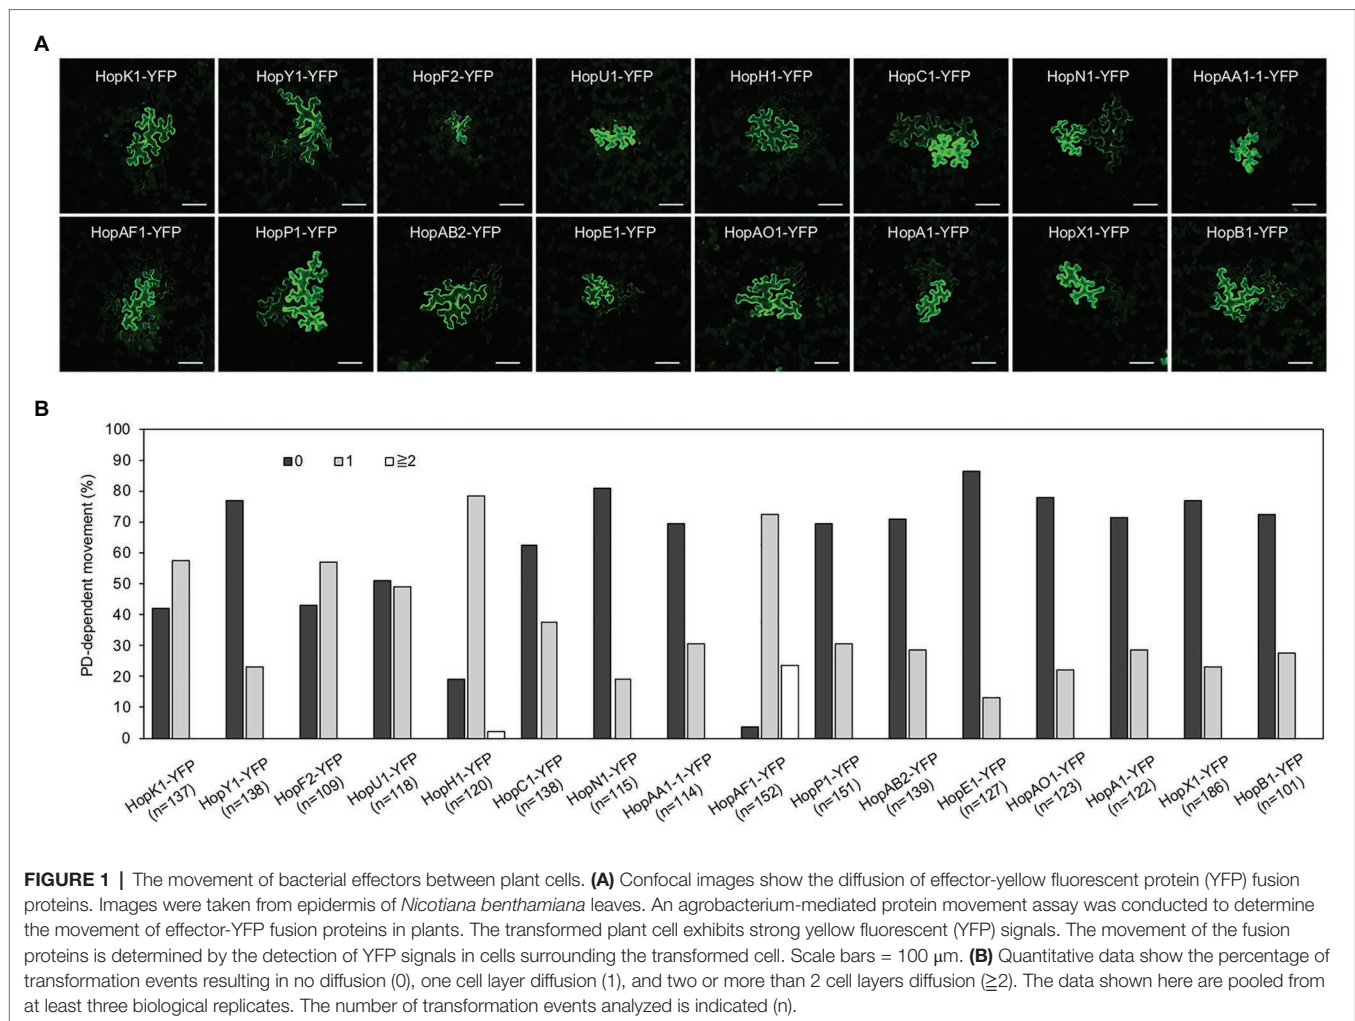 A
HopK1-YFP HopY1-YFP HopF2-YFP HopU1-YFP HopH1-YFP HopC1-YFP HopN1-YFP HopAA1-1-YFP
HopAF1-YFP HopP1-YFP HopAB2-YFP HopE1-YFP HopAO1-YFP HopA1-YFP HopX1-YFP HopB1-YFP
B
PD-dependent movement (%)
100
90
80
70
60
50
40
30
20
10
0
0 1 ≧2
HopK1-YFP (n=137)
HopY1-YFP (n=138)
HopF2-YFP (n=109)
HopU1-YFP (n=118)
HopH1-YFP (n=120)
HopC1-YFP (n=138)
HopN1-YFP (n=115)
HopAA1-1-YFP (n=114)
HopAF1-YFP (n=152)
HopP1-YFP (n=151)
HopAB2-YFP (n=139)
HopE1-YFP (n=127)
HopAO1-YFP (n=123)
HopA1-YFP (n=122)
HopX1-YFP (n=186)
HopB1-YFP (n=101)
FIGURE 1 | The movement of bacterial effectors between plant cells. (A) Confocal images show the diffusion of effector-yellow fluorescent protein (YFP) fusion
proteins. Images were taken from epidermis of Nicotiana benthamiana leaves. An agrobacterium-mediated protein movement assay was conducted to determine
the movement of effector-YFP fusion proteins in plants. The transformed plant cell exhibits strong yellow fluorescent (YFP) signals. The movement of the fusion
proteins is determined by the detection of YFP signals in cells surrounding the transformed cell. Scale bars = 100 μm. (B) Quantitative data show the percentage of
transformation events resulting in no diffusion (0), one cell layer diffusion (1), and two or more than 2 cell layers diffusion (≧2). The data shown here are pooled from
at least three biological replicates. The number of transformation events analyzed is indicated (n).